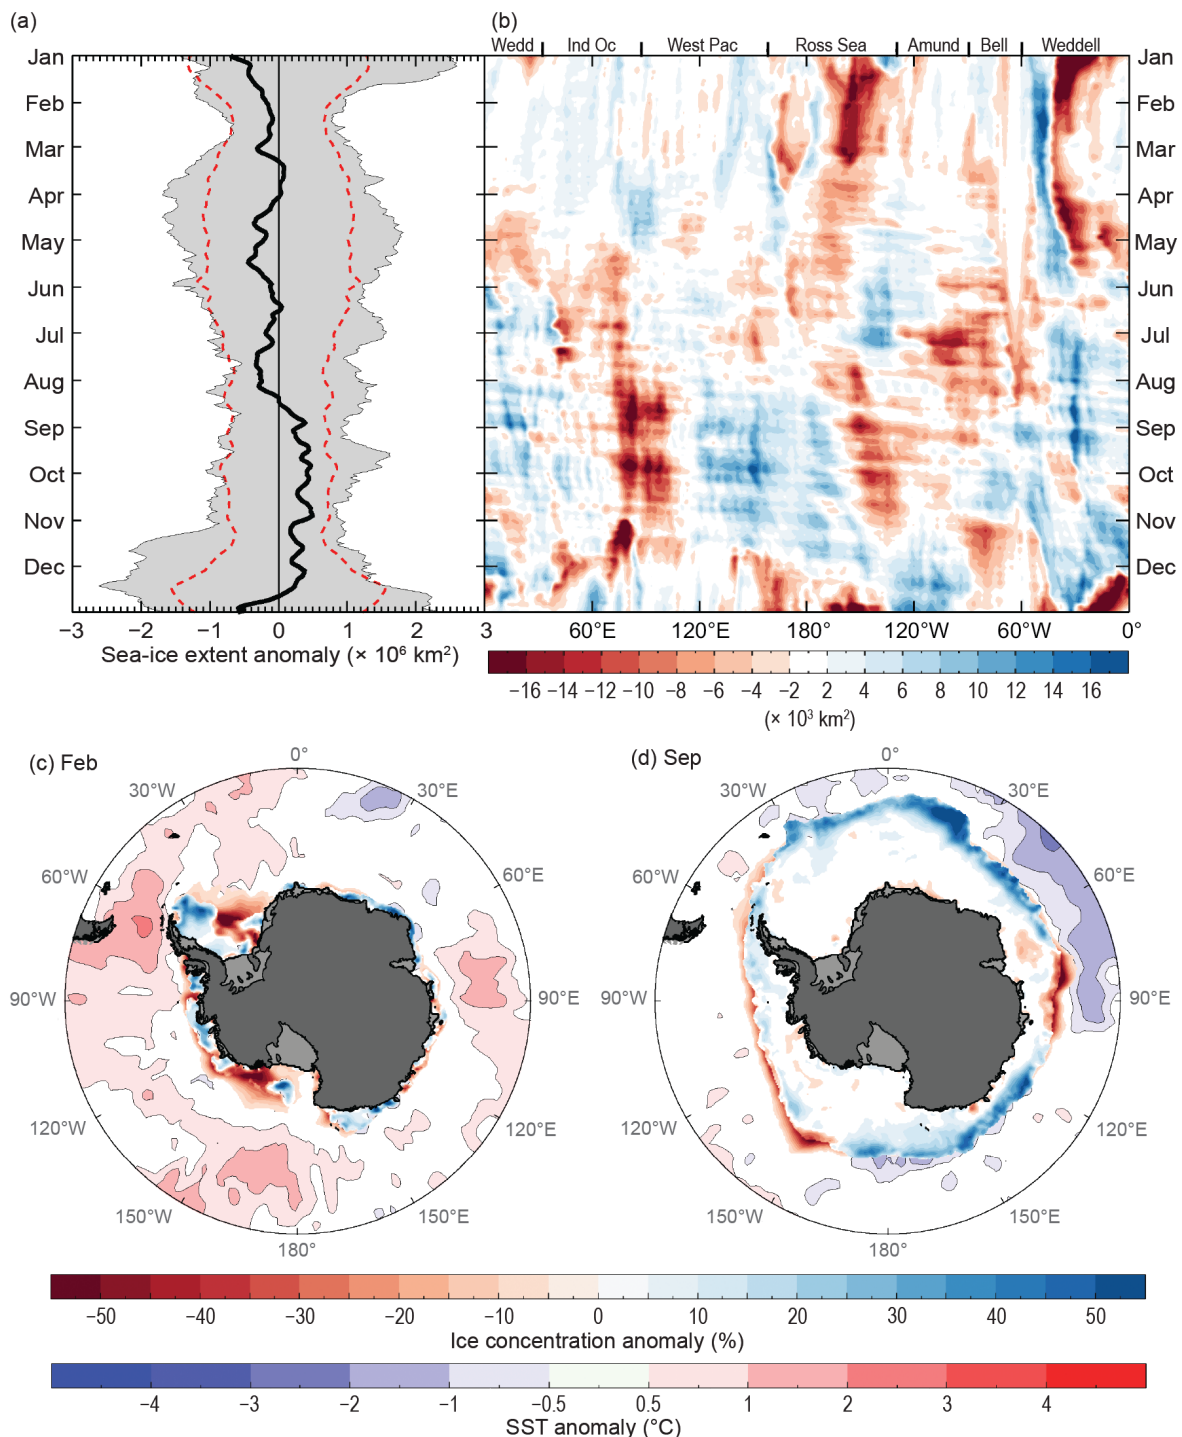 (a)
(b)
Wedd Ind Oc West Pac Ross Sea Amund Bell Weddell
Jan
Feb
Mar
Apr
May
Jun
Jul
Aug
Sep
Oct
Nov
Dec
Jan
Feb
Mar
Apr
May
Jun
Jul
Aug
Sep
Oct
Nov
Dec
−3 −2 −1 0 1 2 3 60°E 120°E 180° 120°W 60°W 0°
Sea-ice extent anomaly (× 10⁶ km²)
−16 −14 −12 −10 −8 −6 −4 −2 2 4 6 8 10 12 14 16
(× 10³ km²)
(c) Feb
0°
30°W
30°E
60°W
60°E
90°W
90°E
120°W
120°E
150°W
150°E
180°
(d) Sep
0°
30°W
30°E
60°W
60°E
90°W
90°E
120°W
120°E
150°W
150°E
180°
−50 −40 −30 −20 −10 0 10 20 30 40 50
Ice concentration anomaly (%)
−4 −3 −2 −1 −0.5 0.5 1 2 3 4
SST anomaly (°C)